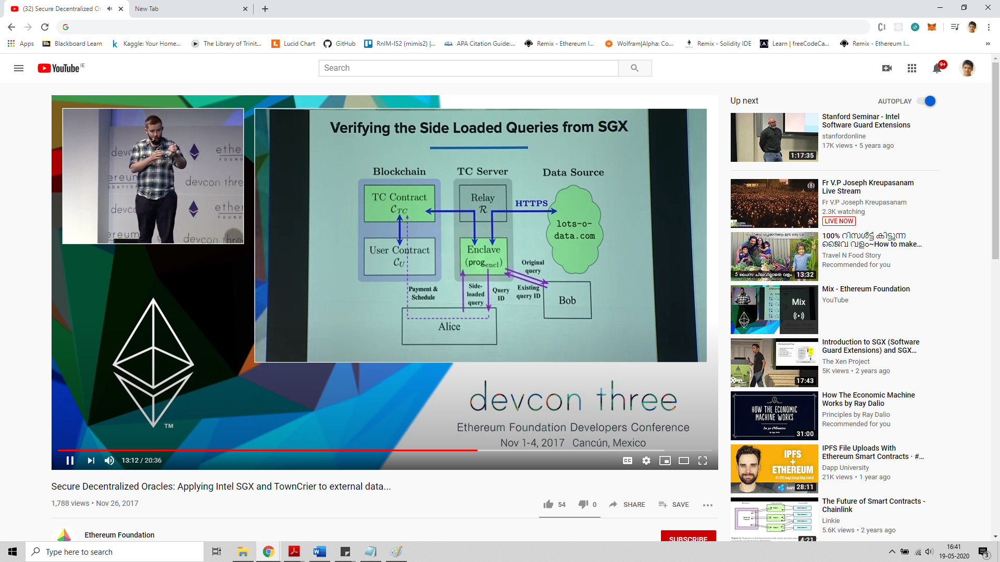 (32) Secure Decentralized Or
New Tab
Apps
Blackboard Learn
Kaggle: Your Home...
The Library of Trinit...
Lucid Chart
GitHub
RnIM-IS2 (rnimis2) |...
APA Citation Guide:...
Remix - Ethereum I...
Wolfram|Alpha: Co...
Remix - Solidity IDE
Learn | freeCodeCa...
Remix - Ethereum I...
»
YouTube IE
Search
9+
Verifying the Side Loaded Queries from SGX
Blockchain
TC Server
Data Source
TC Contract
C_TC
Relay
R
HTTPS
lots-o-
data.com
User Contract
C_U
Enclave
(prog_encl)
Original
query
Payment &
Schedule
Side-
loaded
query
Query
ID
Existing
query ID
Bob
Alice
devcon three
Ethereum Foundation Developers Conference
Nov 1-4, 2017 Cancún, Mexico
TM
13:12 / 20:36
CC
Secure Decentralized Oracles: Applying Intel SGX and TownCrier to external data...
1,788 views • Nov 26, 2017
54
0
SHARE
SAVE
Ethereum Foundation
SUBSCRIBE
Up next
AUTOPLAY
1:17:35
Stanford Seminar - Intel
Software Guard Extensions
stanfordonline
17K views • 5 years ago
Fr V.P Joseph Kreupasanam
Live Stream
Fr V.P Joseph Kreupasanam
2.3K watching
LIVE NOW
13:32
100% റിസൾട്ട് കിട്ടുന്ന
ജൈവ വളം~How to make...
Travel N Food Story
Recommended for you
Mix
Mix - Ethereum Foundation
YouTube
17:43
Introduction to SGX (Software
Guard Extensions) and SGX...
The Xen Project
5K views • 2 years ago
HOW THE ECONOMIC
MACHINE WORKS
In 30 Minutes
By Ray Dalio
31:00
How The Economic Machine
Works by Ray Dalio
Principles by Ray Dalio
Recommended for you
IPFS
+
ETHEREUM
28:11
IPFS File Uploads With
Ethereum Smart Contracts · #...
Dapp University
21K views • 1 year ago
4:21
The Future of Smart Contracts -
Chainlink
Linkie
5.6K views • 2 years ago
Type here to search
16:41
19-05-2020
3